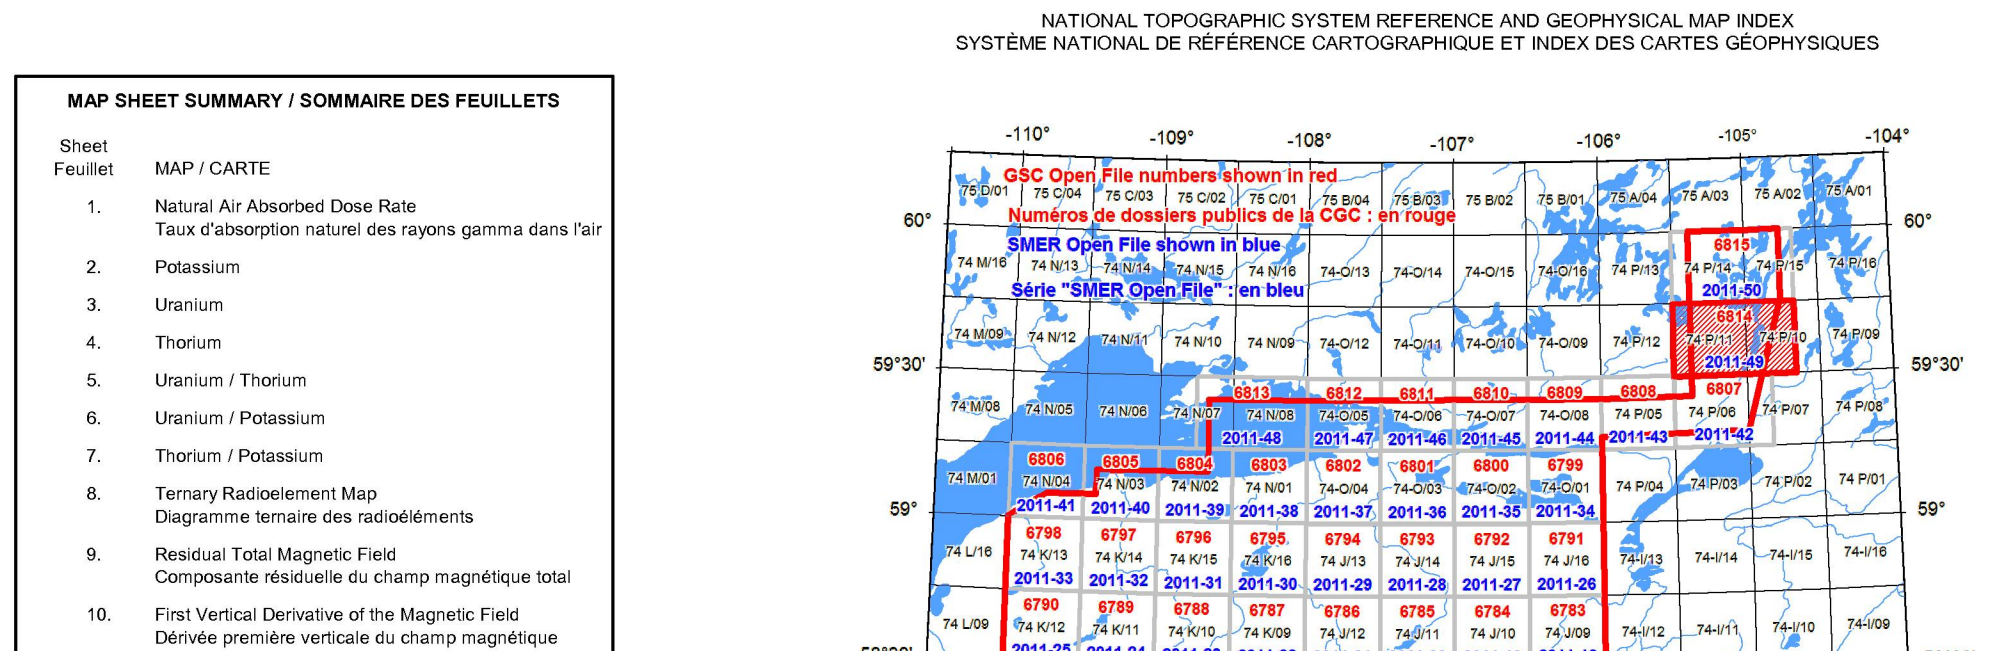 NATIONAL TOPOGRAPHIC SYSTEM REFERENCE AND GEOPHYSICAL MAP INDEX
SYSTÈME NATIONAL DE RÉFÉRENCE CARTOGRAPHIQUE ET INDEX DES CARTES GÉOPHYSIQUES
MAP SHEET SUMMARY / SOMMAIRE DES FEUILLETS
Sheet
Feuillet MAP / CARTE
1. Natural Air Absorbed Dose Rate
Taux d'absorption naturel des rayons gamma dans l'air
2. Potassium
3. Uranium
4. Thorium
5. Uranium / Thorium
6. Uranium / Potassium
7. Thorium / Potassium
8. Ternary Radioelement Map
Diagramme ternaire des radioéléments
9. Residual Total Magnetic Field
Composante résiduelle du champ magnétique total
10. First Vertical Derivative of the Magnetic Field
Dérivée première verticale du champ magnétique
-110° -109° -108° -107° -106° -105° -104°
GSC Open File numbers shown in red
75 D/01 75 C/04 75 C/03 75 C/02 75 C/01 75 B/04 75 B/03 75 B/02 75 B/01 75 A/04 75 A/03 75 A/02 75 A/01
Numéros de dossiers publics de la CGC : en rouge
60° 60°
SMER Open File shown in blue
6815
74 M/16 74 N/13 74 N/14 74 N/15 74 N/16 74-O/13 74-O/14 74-O/15 74-O/16 74 P/13 74 P/14 74 P/15 74 P/16
Série "SMER Open File" : en bleu
2011-50
6814
74 M/09 74 N/12 74 N/11 74 N/10 74 N/09 74-O/12 74-O/11 74-O/10 74-O/09 74 P/12 74 P/11 74 P/10 74 P/09
2011-49
59°30' 59°30'
6813 6812 6811 6810 6809 6808 6807
74 M/08 74 N/05 74 N/06 74 N/07 74 N/08 74-O/05 74-O/06 74-O/07 74-O/08 74 P/05 74 P/06 74 P/07 74 P/08
2011-48 2011-47 2011-46 2011-45 2011-44 2011-43 2011-42
6806 6805 6804 6803 6802 6801 6800 6799
74 M/01 74 N/04 74 N/03 74 N/02 74 N/01 74-O/04 74-O/03 74-O/02 74-O/01 74 P/04 74 P/03 74 P/02 74 P/01
2011-41 2011-40 2011-39 2011-38 2011-37 2011-36 2011-35 2011-34
59° 59°
6798 6797 6796 6795 6794 6793 6792 6791
74 L/16 74 K/13 74 K/14 74 K/15 74 K/16 74 J/13 74 J/14 74 J/15 74 J/16 74-I/13 74-I/14 74-I/15 74-I/16
2011-33 2011-32 2011-31 2011-30 2011-29 2011-28 2011-27 2011-26
6790 6789 6788 6787 6786 6785 6784 6783
74 L/09 74 K/12 74 K/11 74 K/10 74 K/09 74 J/12 74 J/11 74 J/10 74 J/09 74-I/12 74-I/11 74-I/10 74-I/09
2011-25 2011-24